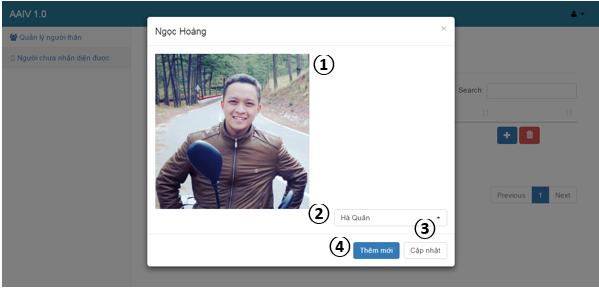 AAIV 1.0
Quản lý người thân
Người chưa nhận diện được
Ngọc Hoàng
×
①
Search
②
Hà Quân
③
④
Thêm mới
Cập nhật
Previous
1
Next